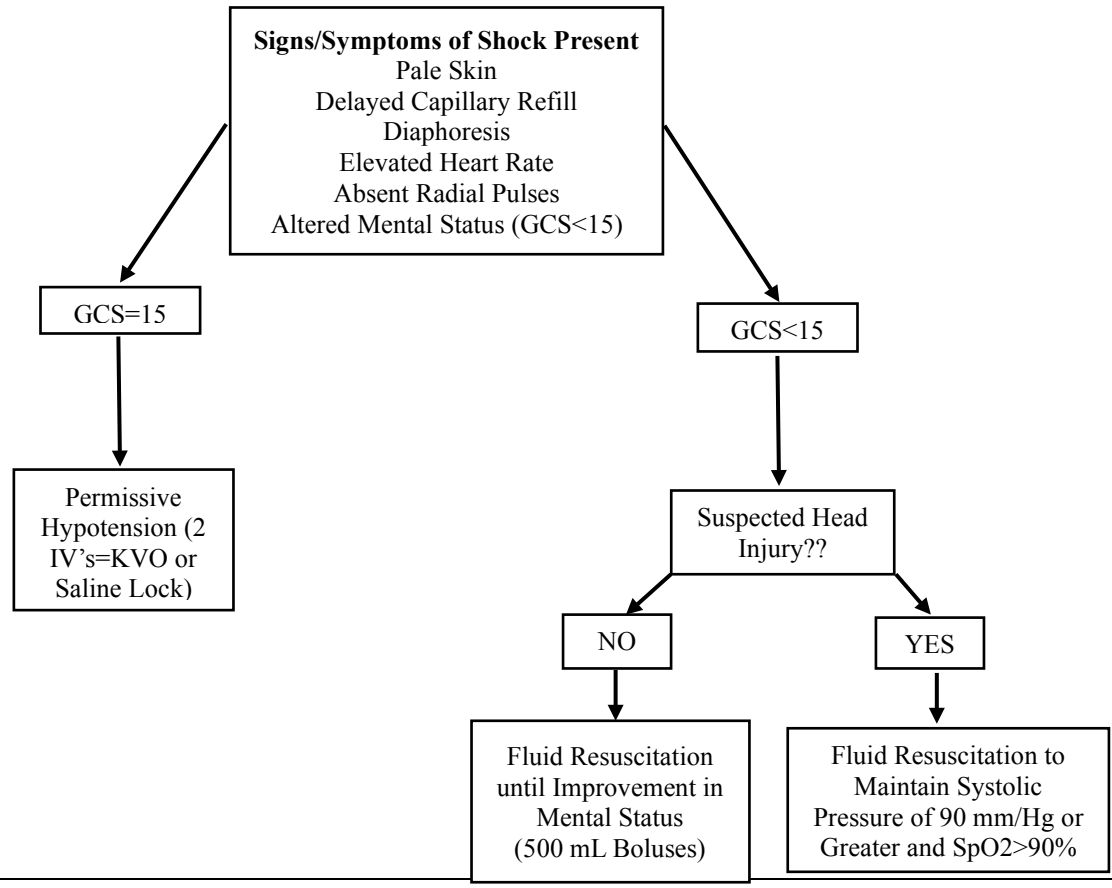 Signs/Symptoms of Shock Present
Pale Skin
Delayed Capillary Refill
Diaphoresis
Elevated Heart Rate
Absent Radial Pulses
Altered Mental Status (GCS<15)
GCS=15
GCS<15
Permissive
Hypotension (2
IV’s=KVO or
Saline Lock)
Suspected Head
Injury??
NO
YES
Fluid Resuscitation
until Improvement in
Mental Status
(500 mL Boluses)
Fluid Resuscitation to
Maintain Systolic
Pressure of 90 mm/Hg or
Greater and SpO2>90%